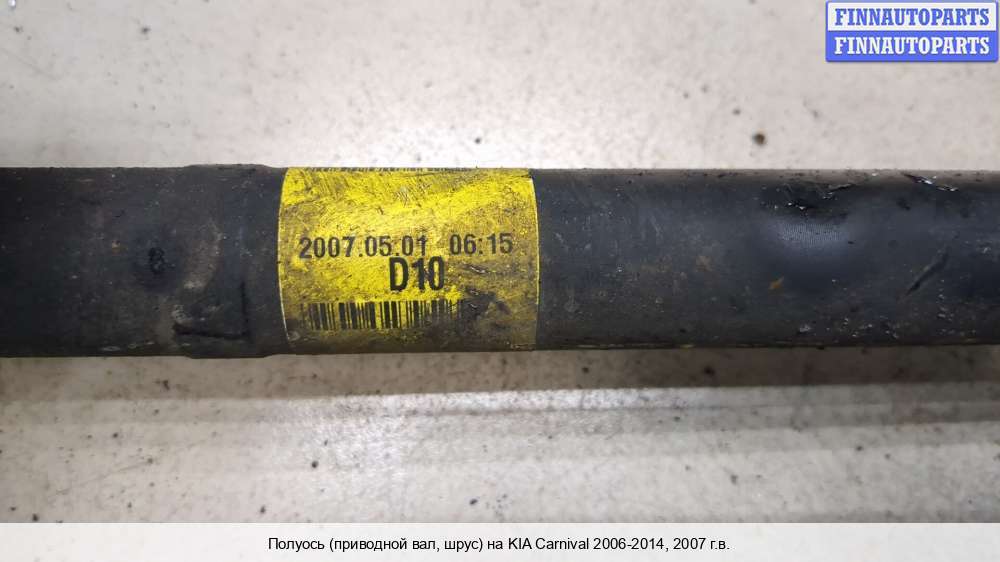 FINNAUTOPARTS
FINNAUTOPARTS
2007.05.01 06:15
D10
Полуось (приводной вал, шрус) на KIA Carnival 2006-2014, 2007 г.в.